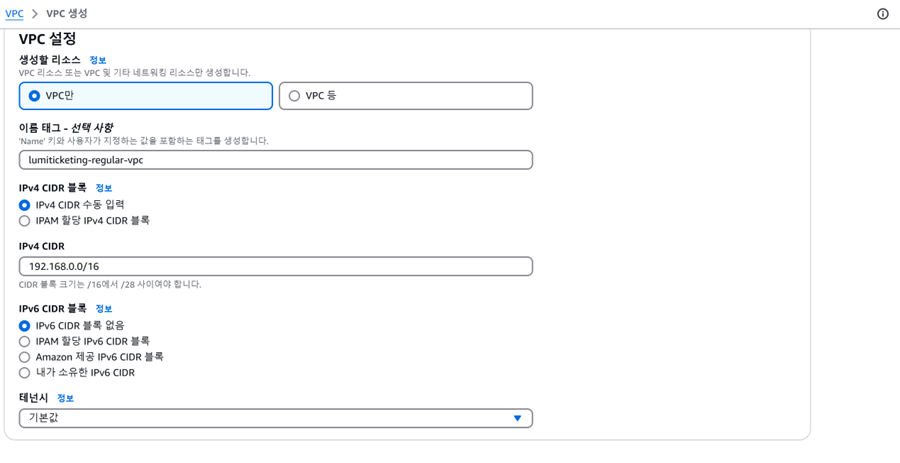 VPC > VPC 생성
VPC 설정
생성할 리소스 정보
VPC 리소스 또는 VPC 및 기타 네트워킹 리소스만 생성합니다.
VPC만
VPC 등
이름 태그 - 선택 사항
'Name' 키와 사용자가 지정하는 값을 포함하는 태그를 생성합니다.
lumiticketing-regular-vpc
IPv4 CIDR 블록 정보
IPv4 CIDR 수동 입력
IPAM 할당 IPv4 CIDR 블록
IPv4 CIDR
192.168.0.0/16
CIDR 블록 크기는 /16에서 /28 사이여야 합니다.
IPv6 CIDR 블록 정보
IPv6 CIDR 블록 없음
IPAM 할당 IPv6 CIDR 블록
Amazon 제공 IPv6 CIDR 블록
내가 소유한 IPv6 CIDR
테넌시 정보
기본값